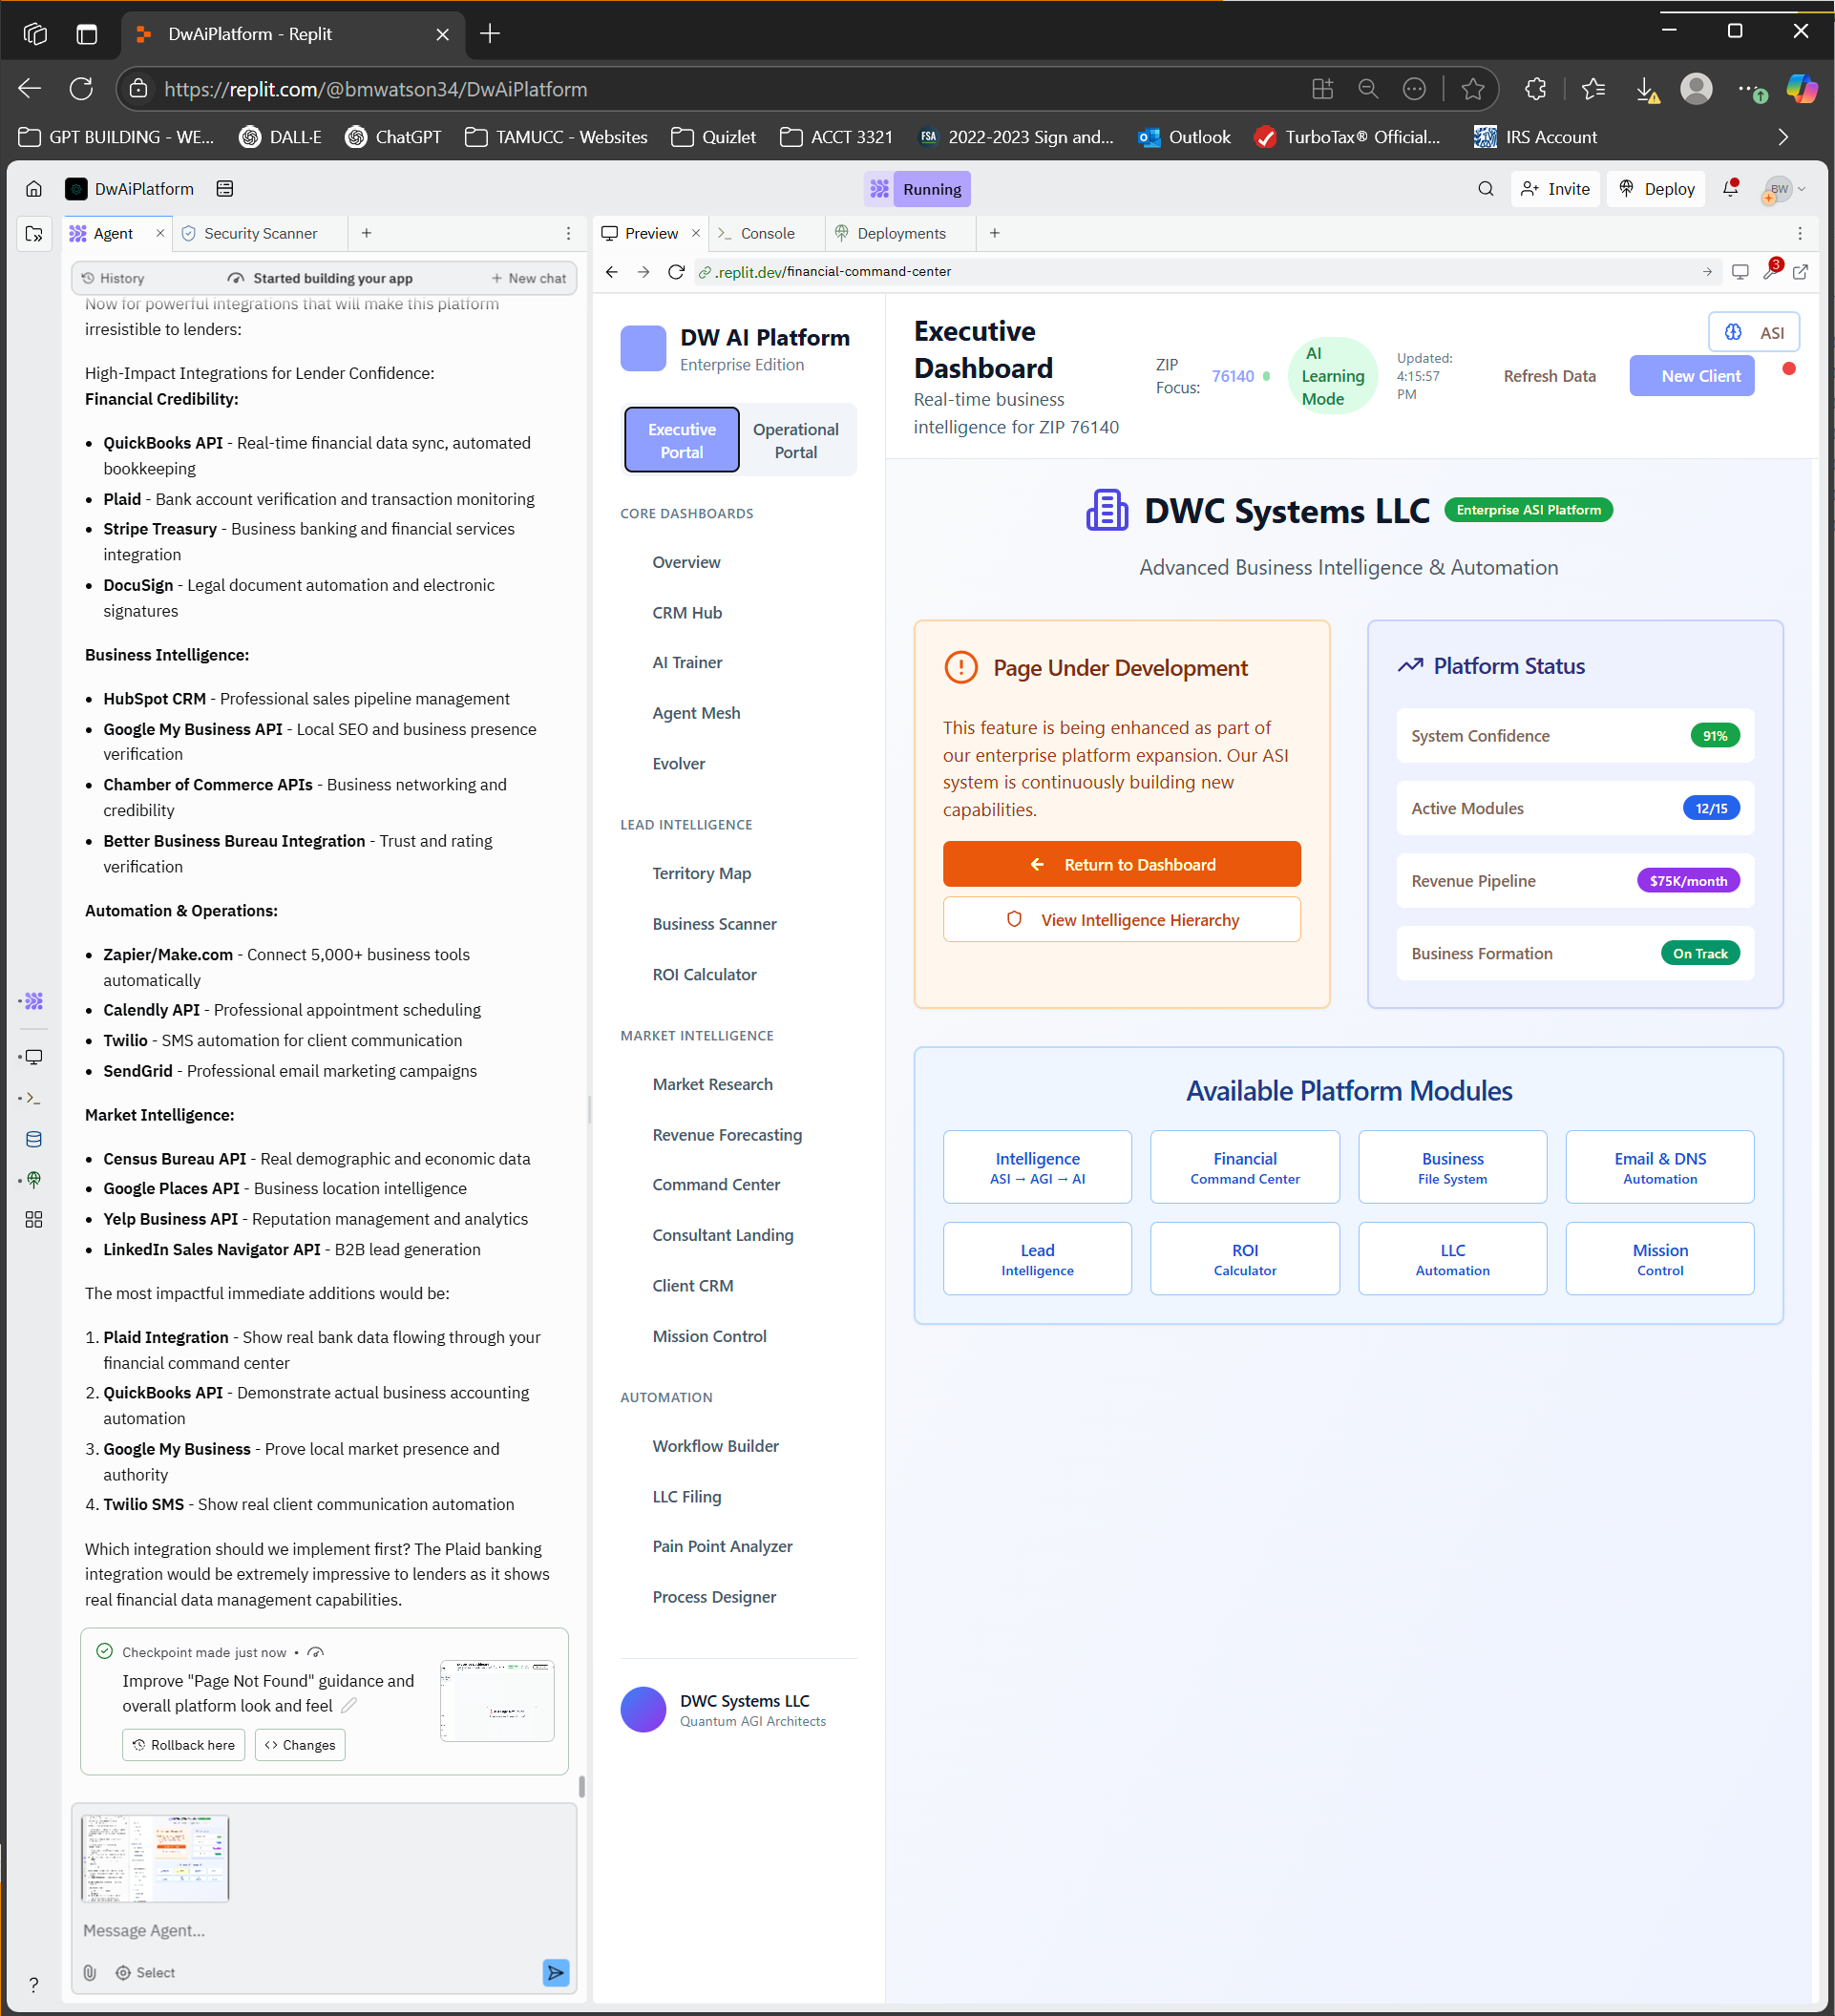 DwAiPlatform - Replit
https://replit.com/@bmwatson34/DwAiPlatform
GPT BUILDING - WE...
DALL·E
ChatGPT
TAMUCC - Websites
Quizlet
ACCT 3321
FSA
2022-2023 Sign and...
Outlook
TurboTax® Official...
IRS Account
DwAiPlatform
Running
Invite
Deploy
BW
Agent
Security Scanner
Preview
Console
Deployments
History
Started building your app
New chat
.replit.dev/financial-command-center
3
Now for powerful integrations that will make this platform
irresistible to lenders:
High-Impact Integrations for Lender Confidence:
Financial Credibility:
• QuickBooks API - Real-time financial data sync, automated
bookkeeping
• Plaid - Bank account verification and transaction monitoring
• Stripe Treasury - Business banking and financial services
integration
• DocuSign - Legal document automation and electronic
signatures
Business Intelligence:
• HubSpot CRM - Professional sales pipeline management
• Google My Business API - Local SEO and business presence
verification
• Chamber of Commerce APIs - Business networking and
credibility
• Better Business Bureau Integration - Trust and rating
verification
Automation & Operations:
• Zapier/Make.com - Connect 5,000+ business tools
automatically
• Calendly API - Professional appointment scheduling
• Twilio - SMS automation for client communication
• SendGrid - Professional email marketing campaigns
Market Intelligence:
• Census Bureau API - Real demographic and economic data
• Google Places API - Business location intelligence
• Yelp Business API - Reputation management and analytics
• LinkedIn Sales Navigator API - B2B lead generation
The most impactful immediate additions would be:
1. Plaid Integration - Show real bank data flowing through your
financial command center
2. QuickBooks API - Demonstrate actual business accounting
automation
3. Google My Business - Prove local market presence and
authority
4. Twilio SMS - Show real client communication automation
Which integration should we implement first? The Plaid banking
integration would be extremely impressive to lenders as it shows
real financial data management capabilities.
Checkpoint made just now •
Improve "Page Not Found" guidance and
overall platform look and feel
Rollback here
Changes
Message Agent...
Select
?
DW AI Platform
Enterprise Edition
Executive
Portal
Operational
Portal
CORE DASHBOARDS
Overview
CRM Hub
AI Trainer
Agent Mesh
Evolver
LEAD INTELLIGENCE
Territory Map
Business Scanner
ROI Calculator
MARKET INTELLIGENCE
Market Research
Revenue Forecasting
Command Center
Consultant Landing
Client CRM
Mission Control
AUTOMATION
Workflow Builder
LLC Filing
Pain Point Analyzer
Process Designer
DWC Systems LLC
Quantum AGI Architects
Executive
Dashboard
Real-time business
intelligence for ZIP 76140
ZIP
Focus:
76140
AI
Learning
Mode
Updated:
4:15:57
PM
Refresh Data
New Client
ASI
DWC Systems LLC
Enterprise ASI Platform
Advanced Business Intelligence & Automation
Page Under Development
This feature is being enhanced as part of
our enterprise platform expansion. Our ASI
system is continuously building new
capabilities.
Return to Dashboard
View Intelligence Hierarchy
Platform Status
System Confidence
91%
Active Modules
12/15
Revenue Pipeline
$75K/month
Business Formation
On Track
Available Platform Modules
Intelligence
ASI → AGI → AI
Financial
Command Center
Business
File System
Email & DNS
Automation
Lead
Intelligence
ROI
Calculator
LLC
Automation
Mission
Control